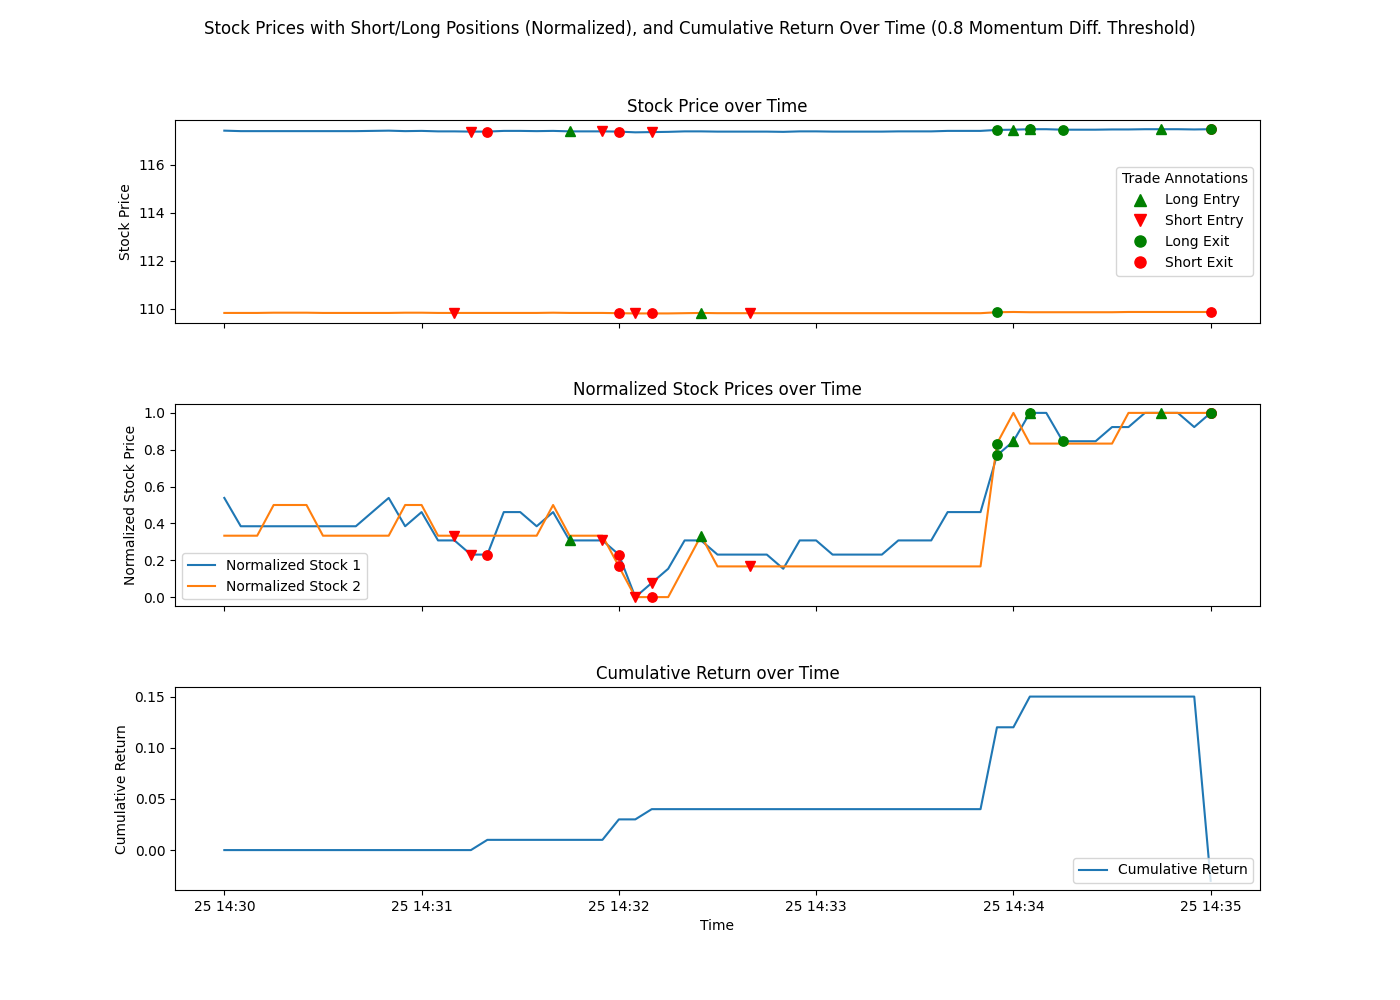 Stock Prices with Short/Long Positions (Normalized), and Cumulative Return Over Time (0.8 Momentum Diff. Threshold)
Stock Price over Time
Stock Price
116
114
112
110
Trade Annotations
Long Entry
Short Entry
Long Exit
Short Exit
Normalized Stock Prices over Time
Normalized Stock Price
1.0
0.8
0.6
0.4
0.2
0.0
Normalized Stock 1
Normalized Stock 2
Cumulative Return over Time
Cumulative Return
0.15
0.10
0.05
0.00
Cumulative Return
25 14:30 25 14:31 25 14:32 25 14:33 25 14:34 25 14:35
Time